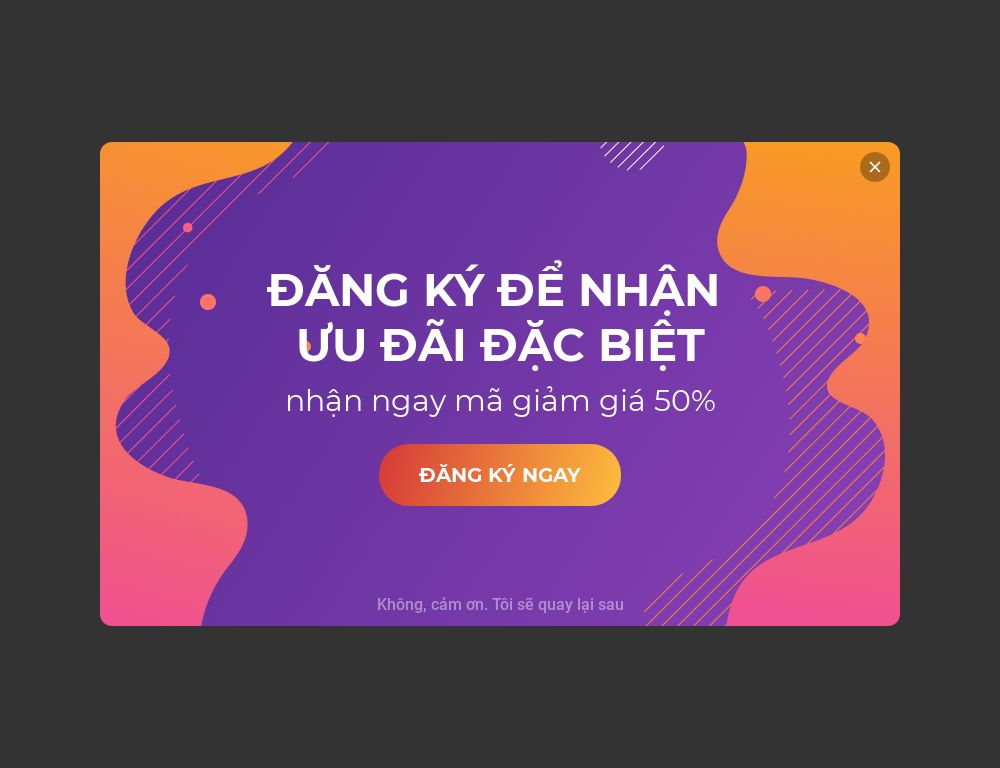 ĐĂNG KÝ ĐỂ NHẬN
ƯU ĐÃI ĐẶC BIỆT
nhận ngay mã giảm giá 50%
ĐĂNG KÝ NGAY
Không, cảm ơn. Tôi sẽ quay lại sau